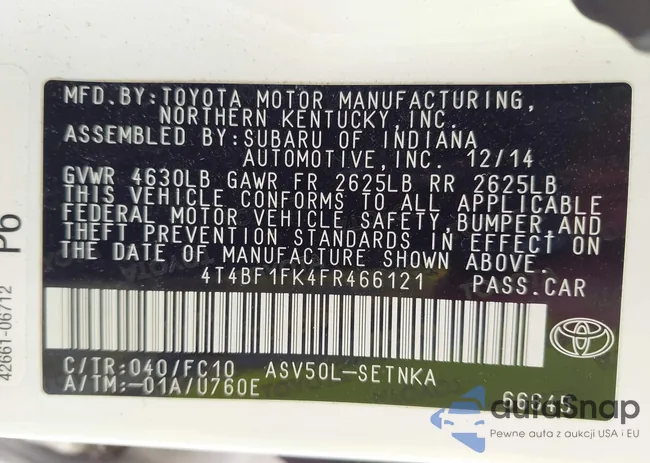 MFD.BY:TOYOTA MOTOR MANUFACTURING,
NORTHERN KENTUCKY,INC.
ASSEMBLED BY:SUBARU OF INDIANA
AUTOMOTIVE,INC. 12/14
GVWR 4630LB GAWR FR 2625LB RR 2625LB
THIS VEHICLE CONFORMS TO ALL APPLICABLE
FEDERAL MOTOR VEHICLE SAFETY,BUMPER,AND
THEFT PREVENTION STANDARDS IN EFFECT ON
THE DATE OF MANUFACTURE SHOWN ABOVE.
4T4BF1FK4FR466121 PASS.CAR
C/TR:040/FC10 ASV50L-SETNKA
A/TM:-01A/U760E
P6
42661-06712
autoSnap
Pewne auta z aukcji USA i EU